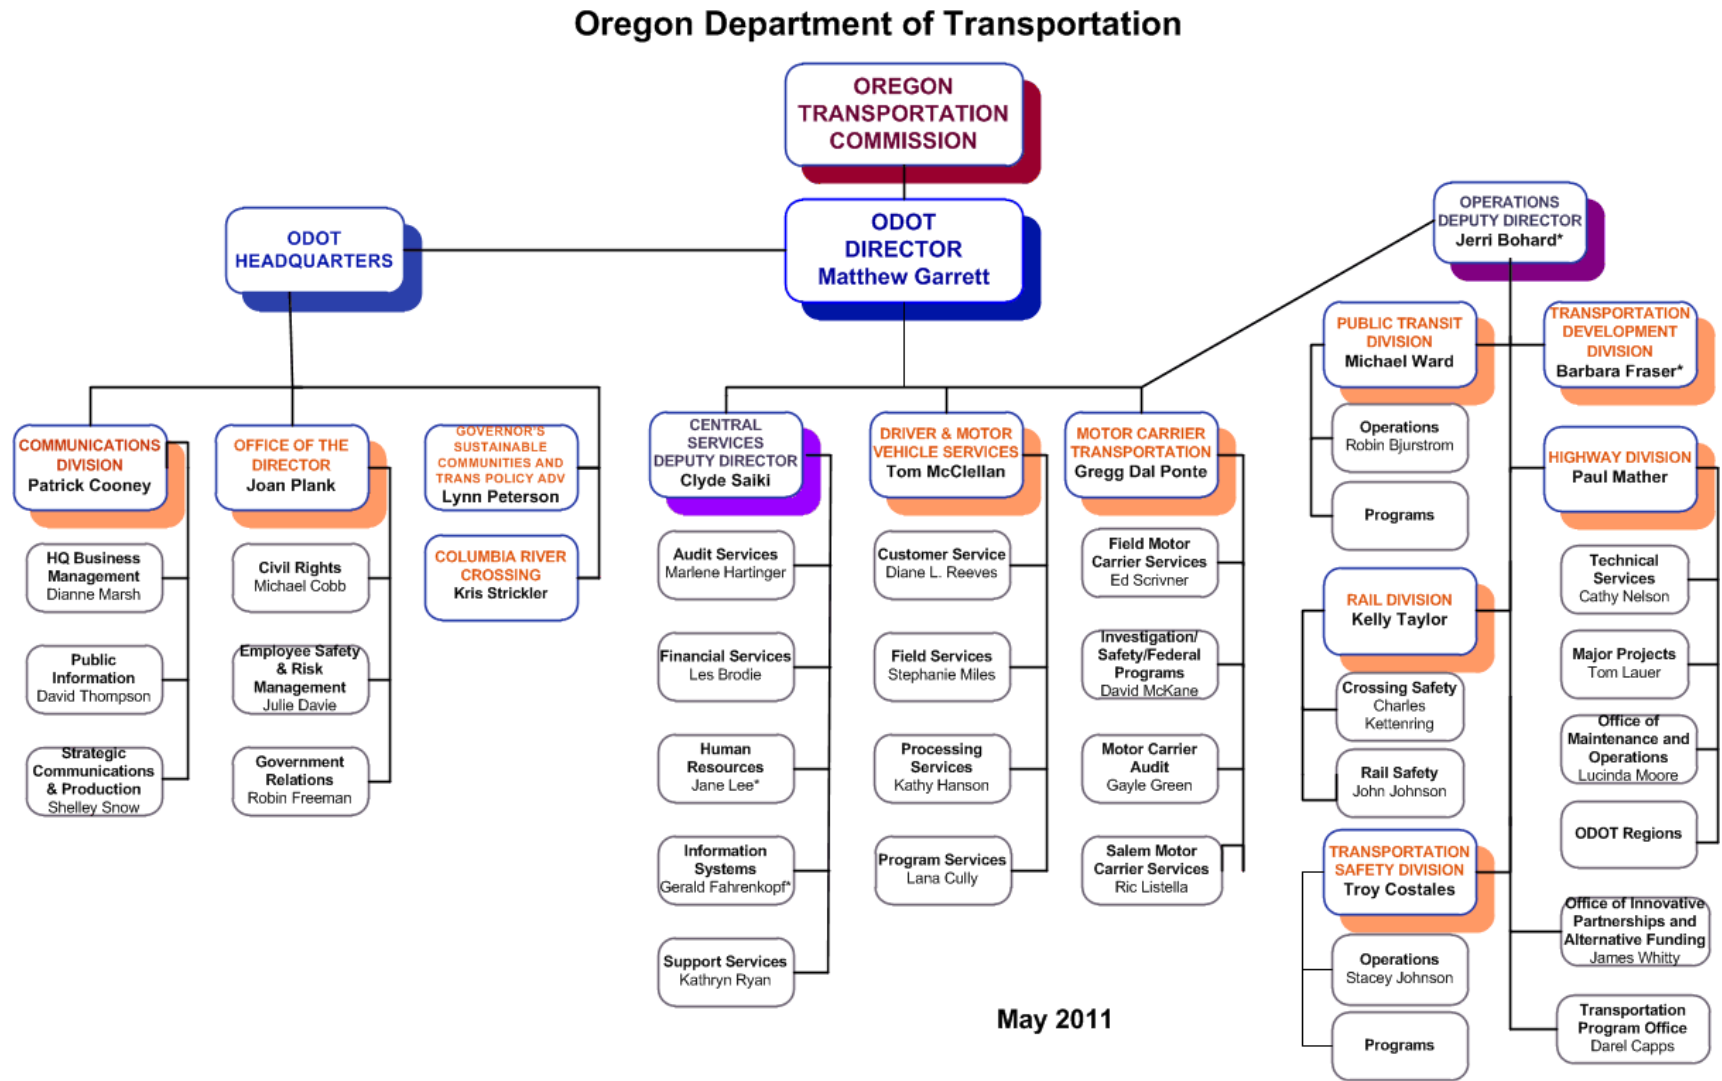 Oregon Department of Transportation
OREGON
TRANSPORTATION
COMMISSION
ODOT
DIRECTOR
Matthew Garrett
ODOT
HEADQUARTERS
OPERATIONS
DEPUTY DIRECTOR
Jerri Bohard*
COMMUNICATIONS
DIVISION
Patrick Cooney
HQ Business
Management
Dianne Marsh
Public
Information
David Thompson
Strategic
Communications
& Production
Shelley Snow
OFFICE OF THE
DIRECTOR
Joan Plank
Civil Rights
Michael Cobb
Employee Safety
& Risk
Management
Julie Davie
Government
Relations
Robin Freeman
GOVERNOR'S
SUSTAINABLE
COMMUNITIES AND
TRANS POLICY ADV
Lynn Peterson
COLUMBIA RIVER
CROSSING
Kris Strickler
CENTRAL
SERVICES
DEPUTY DIRECTOR
Clyde Saiki
Audit Services
Marlene Hartinger
Financial Services
Les Brodie
Human
Resources
Jane Lee*
Information
Systems
Gerald Fahrenkopf*
Support Services
Kathryn Ryan
DRIVER & MOTOR
VEHICLE SERVICES
Tom McClellan
Customer Service
Diane L. Reeves
Field Services
Stephanie Miles
Processing
Services
Kathy Hanson
Program Services
Lana Cully
MOTOR CARRIER
TRANSPORTATION
Gregg Dal Ponte
Field Motor
Carrier Services
Ed Scrivner
Investigation/
Safety/Federal
Programs
David McKane
Motor Carrier
Audit
Gayle Green
Salem Motor
Carrier Services
Ric Listella
PUBLIC TRANSIT
DIVISION
Michael Ward
Operations
Robin Bjurstrom
Programs
RAIL DIVISION
Kelly Taylor
Crossing Safety
Charles
Kettenring
Rail Safety
John Johnson
TRANSPORTATION
SAFETY DIVISION
Troy Costales
Operations
Stacey Johnson
Programs
TRANSPORTATION
DEVELOPMENT
DIVISION
Barbara Fraser*
HIGHWAY DIVISION
Paul Mather
Technical
Services
Cathy Nelson
Major Projects
Tom Lauer
Office of
Maintenance and
Operations
Lucinda Moore
ODOT Regions
Office of Innovative
Partnerships and
Alternative Funding
James Whitty
Transportation
Program Office
Darel Capps
May 2011